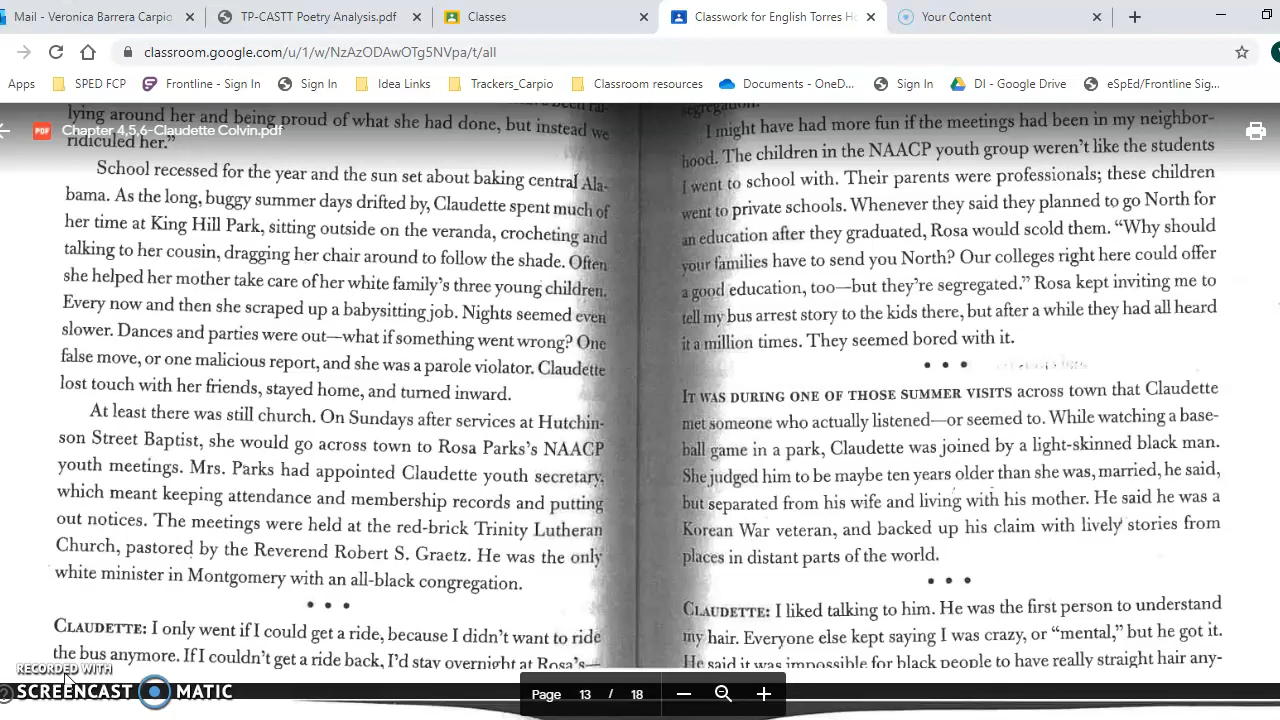 Mail - Veronica Barrera Carpio
SP-CASTT Poetry Analysis.pdf
Classes
Classwork for English Torres Ho
Your Content
classroom.google.com/u/1/w/NzAzODAwOTg5NVpa/t/all
Apps
SPED FCP
Frontline - Sign In
Sign In
Idea Links
Trackers_Carpio
Classroom resources
Documents - OneD...
Sign In
DI - Google Drive
eSpEd/Frontline Sig...
lying around her and being proud of what she had done, but instead we
PDF Chapter 4,5,6-Claudette Colvin.pdf
ridiculed her.”
School recessed for the year and the sun set about baking central Ala-
bama. As the long, buggy summer days drifted by, Claudette spent much of
her time at King Hill Park, sitting outside on the veranda, crocheting and
talking to her cousin, dragging her chair around to follow the shade. Often
she helped her mother take care of her white family’s three young children.
Every now and then she scraped up a babysitting job. Nights seemed even
slower. Dances and parties were out—what if something went wrong? One
false move, or one malicious report, and she was a parole violator. Claudette
lost touch with her friends, stayed home, and turned inward.
At least there was still church. On Sundays after services at Hutchin-
son Street Baptist, she would go across town to Rosa Parks’s NAACP
youth meetings. Mrs. Parks had appointed Claudette youth secretary,
which meant keeping attendance and membership records and putting
out notices. The meetings were held at the red-brick Trinity Lutheran
Church, pastored by the Reverend Robert S. Graetz. He was the only
white minister in Montgomery with an all-black congregation.
• • •
CLAUDETTE: I only went if I could get a ride, because I didn’t want to ride
the bus anymore. If I couldn’t get a ride back, I’d stay overnight at Rosa’s—
segregation.
I might have had more fun if the meetings had been in my neighbor-
hood. The children in the NAACP youth group weren’t like the students
I went to school with. Their parents were professionals; these children
went to private schools. Whenever they said they planned to go North for
an education after they graduated, Rosa would scold them. “Why should
your families have to send you North? Our colleges right here could offer
a good education, too—but they’re segregated.” Rosa kept inviting me to
tell my bus arrest story to the kids there, but after a while they had all heard
it a million times. They seemed bored with it.
• • •
IT WAS DURING ONE OF THOSE SUMMER VISITS across town that Claudette
met someone who actually listened—or seemed to. While watching a base-
ball game in a park, Claudette was joined by a light-skinned black man.
She judged him to be maybe ten years older than she was, married, he said,
but separated from his wife and living with his mother. He said he was a
Korean War veteran, and backed up his claim with lively stories from
places in distant parts of the world.
• • •
CLAUDETTE: I liked talking to him. He was the first person to understand
my hair. Everyone else kept saying I was crazy, or “mental,” but he got it.
He said it was impossible for black people to have really straight hair any-
RECORDED WITH
SCREENCAST MATIC
Page 13 / 18